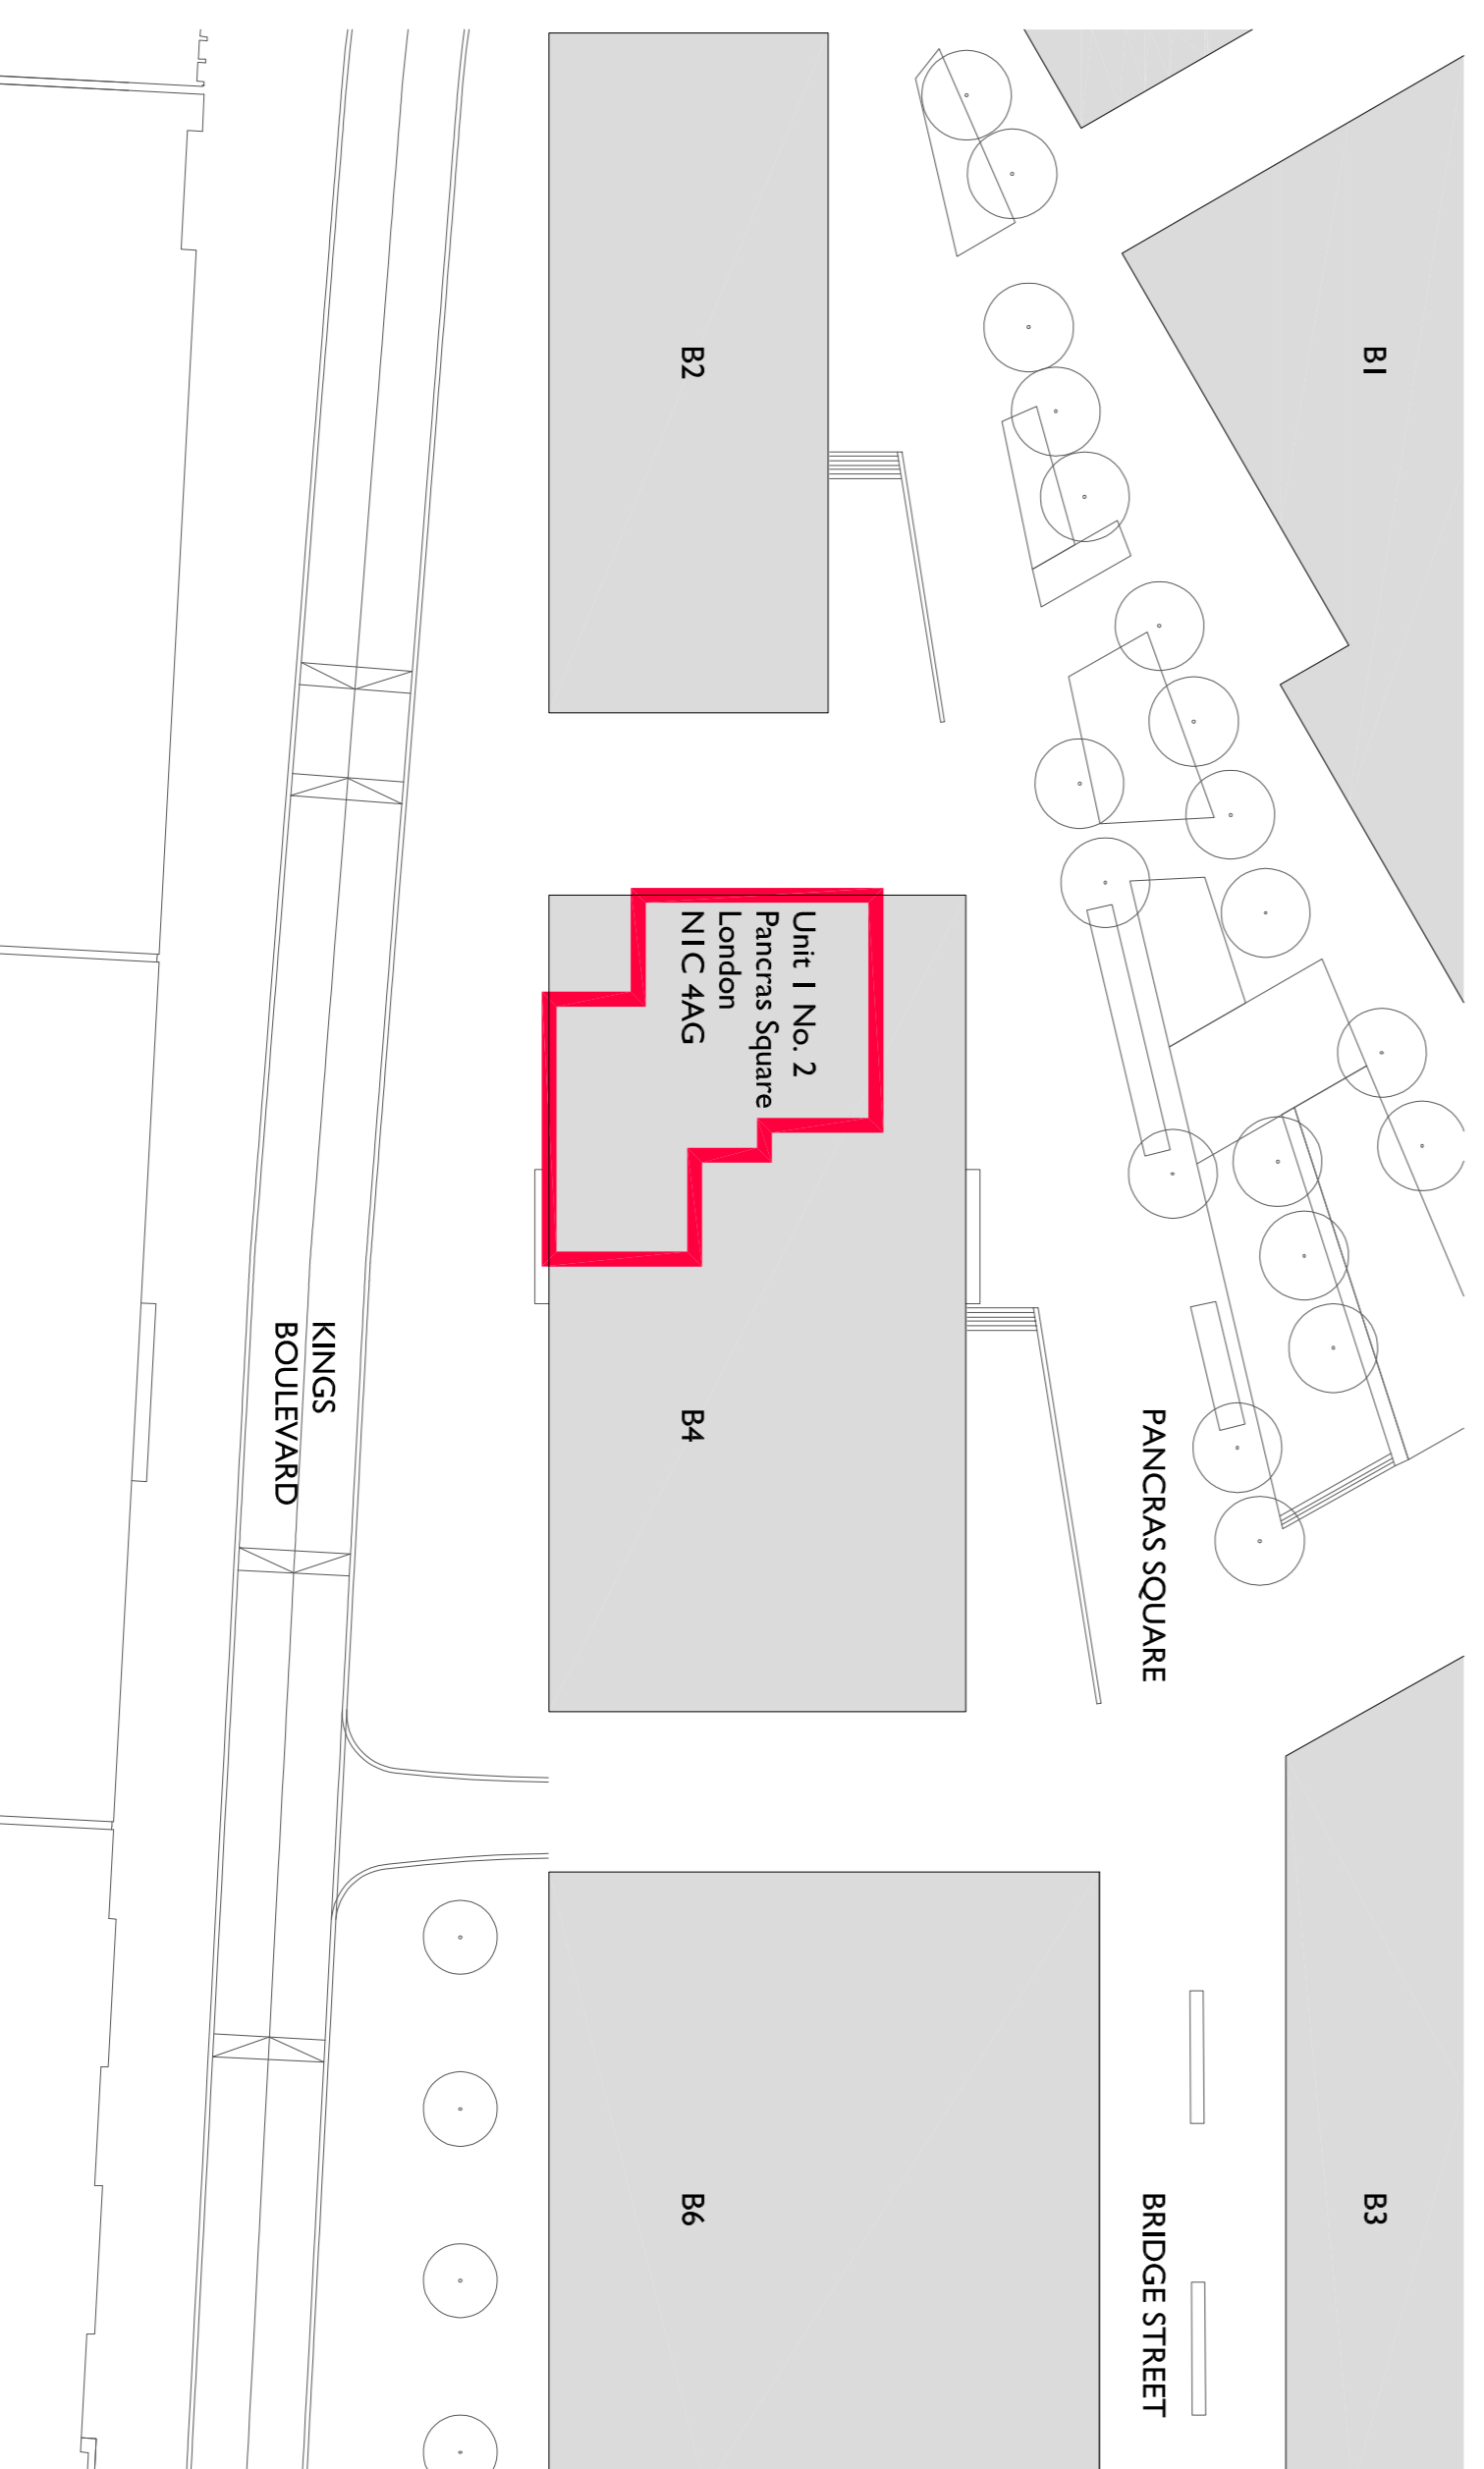 B1
B2
Unit 1 No. 2
Pancras Square
London
N1C 4AG
KINGS
BOULEVARD
B4
PANCRAS SQUARE
B6
BRIDGE STREET
B3